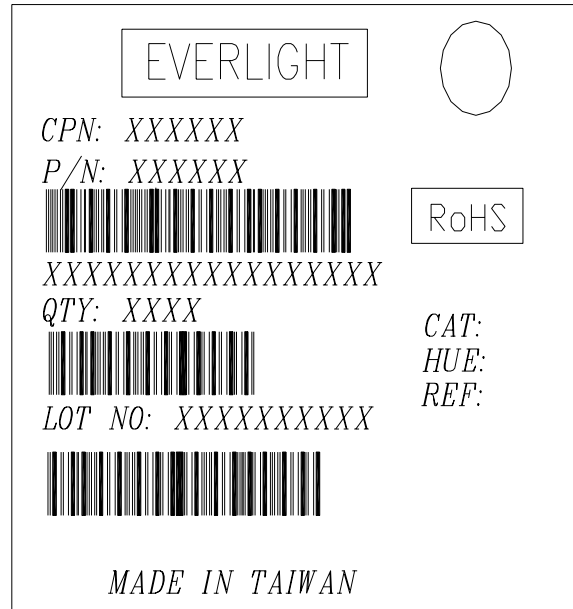 EVERLIGHT
CPN: XXXXXX
P/N: XXXXXX
RoHS
XXXXXXXXXXXXXXXXX
QTY: XXXX
CAT:
HUE:
REF:
LOT NO: XXXXXXXXXX
MADE IN TAIWAN